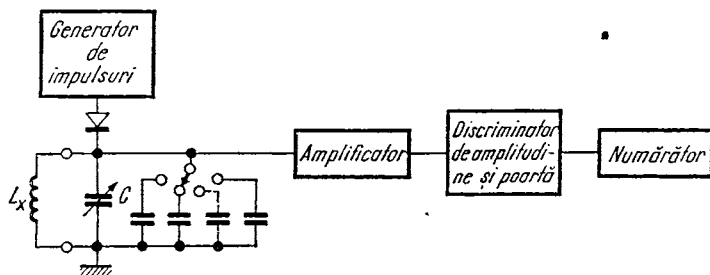 Generator
de
impulsuri
Amplificator
Discriminator
de amplitudi-
ne și poartă
Numărător
Lx
C